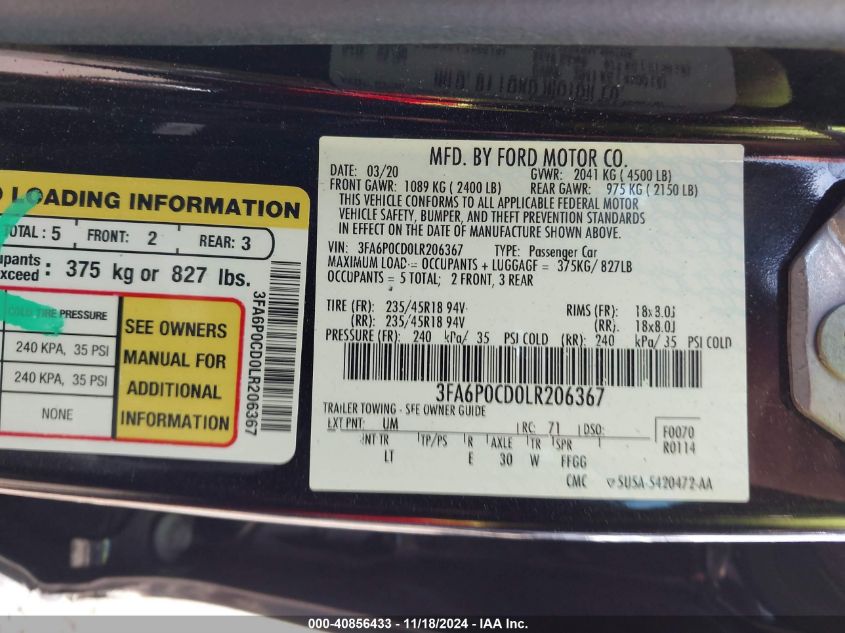 MFD. BY FORD MOTOR CO.
DATE: 03/20 GVWR: 2041 KG ( 4500 LB)
FRONT GAWR: 1089 KG ( 2400 LB) REAR GAWR: 975 KG ( 2150 LB)
THIS VEHICLE CONFORMS TO ALL APPLICABLE FEDERAL MOTOR
VEHICLE SAFETY, BUMPER, AND THEFT PREVENTION STANDARDS
IN EFFECT ON THE DATE OF MANUFACTURE SHOWN ABOVE.
VIN: 3FA6P0CD0LR206367 TYPE: Passenger Car
MAXIMUM LOAD = OCCUPANTS + LUGGAGE = 375KG/ 827LB
OCCUPANTS = 5 TOTAL; 2 FRONT, 3 REAR
TIRE (FR): 235/45R18 94V RIMS (FR): 18x8.0J
(RR): 235/45R18 94V (RR): 18x8.0J
PRESSURE (FR): 240 kPa/ 35 PSI COLD (RR): 240 kPa/ 35 PSI COLD
3FA6P0CD0LR206367
TRAILER TOWING - SEE OWNER GUIDE
EXT PNT: UM RC: 71 DSO: F0070
R0114
INT TR TP/PS R AXLE TR SPR
LT E 30 W FFGG
CMC ▽5USA-5420472-AA
LOADING INFORMATION
TOTAL : 5 FRONT: 2 REAR: 3
upants
xceed : 375 kg or 827 lbs.
COLD TIRE PRESSURE
240 KPA, 35 PSI
240 KPA, 35 PSI
NONE
SEE OWNERS
MANUAL FOR
ADDITIONAL
INFORMATION
3FA6P0CD0LR206367
000-40856433 - 11/18/2024 - IAA Inc.